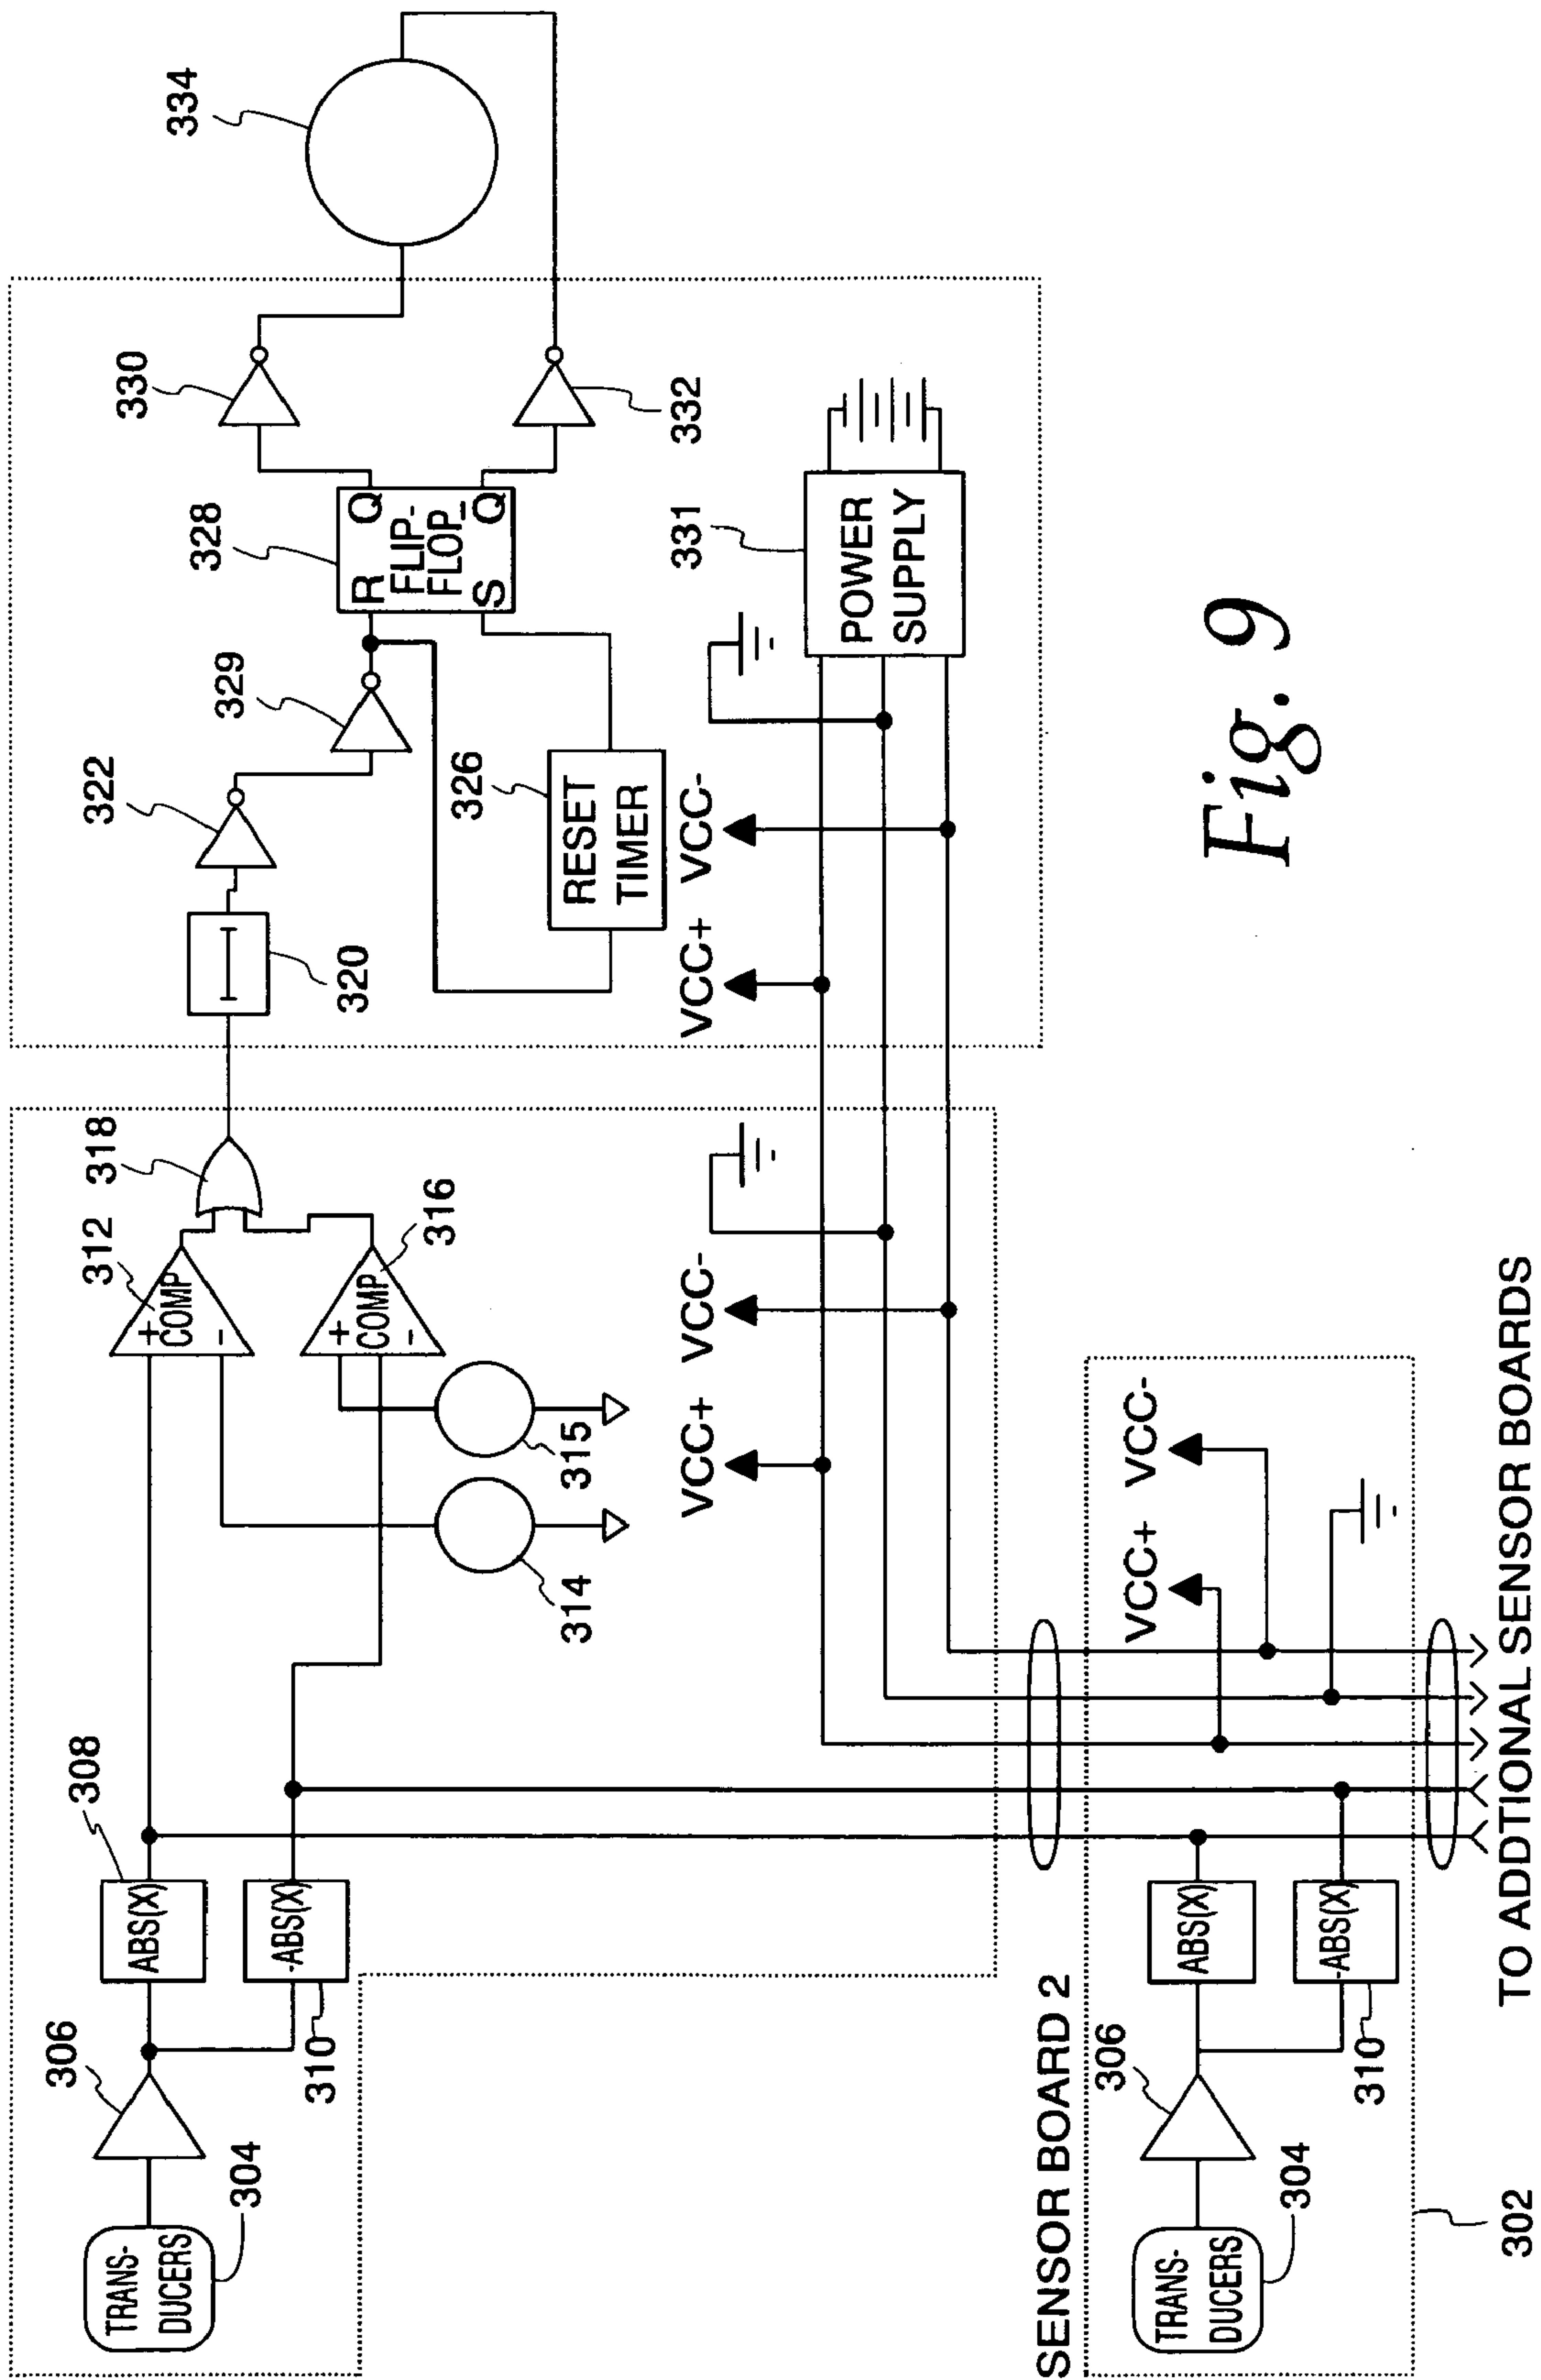 334
330
332
328
Q
R FLIP-
FLOP
S
Q
329
322
326
RESET
TIMER
320
331
POWER
SUPPLY
VCC+ VCC-
318
312
+
COMP
-
316
+
COMP
-
315
314
VCC+ VCC-
308
ABS(X)
-ABS(X)
306
310
304
TRANS-
DUCERS
SENSOR BOARD 2
VCC+ VCC-
ABS(X)
-ABS(X)
306
310
304
TRANS-
DUCERS
302
TO ADDTIONAL SENSOR BOARDS
Fig. 9